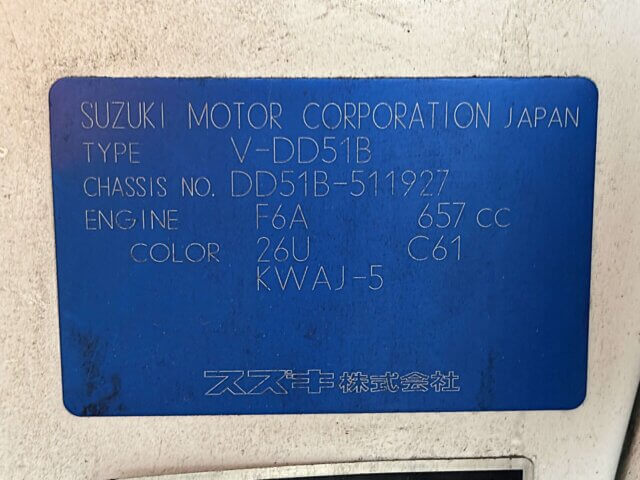 SUZUKI MOTOR CORPORATION JAPAN
TYPE V-DD51B
CHASSIS NO. DD51B-511927
ENGINE F6A 657 cc
COLOR 26U C61
KWAJ-5
スズキ株式会社